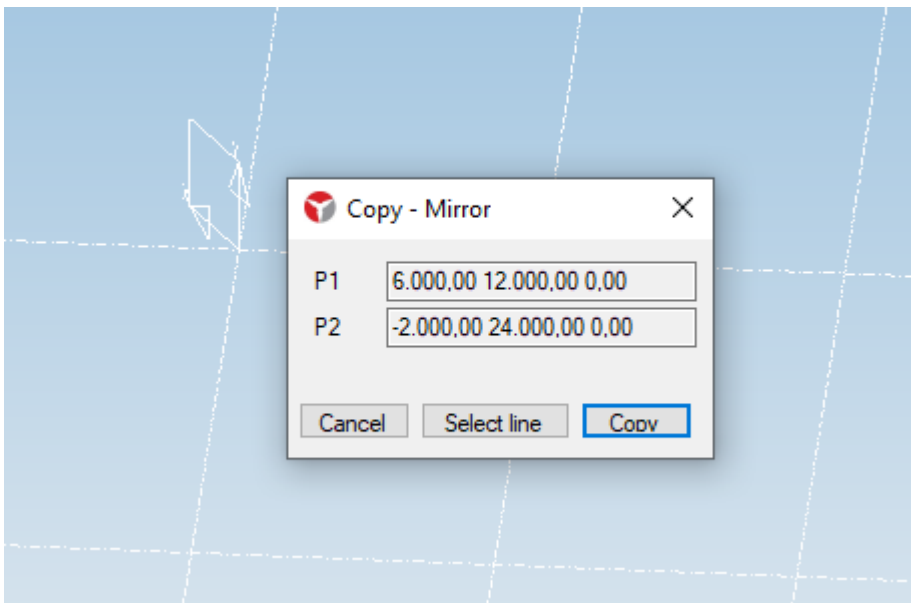 Copy - Mirror
P1 6.000,00 12.000,00 0,00
P2 -2.000,00 24.000,00 0,00
Cancel Select line Copy